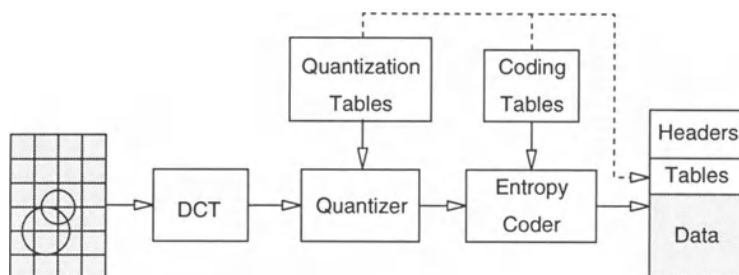 Quantization
Tables
Coding
Tables
Headers
Tables
Data
DCT
Quantizer
Entropy
Coder